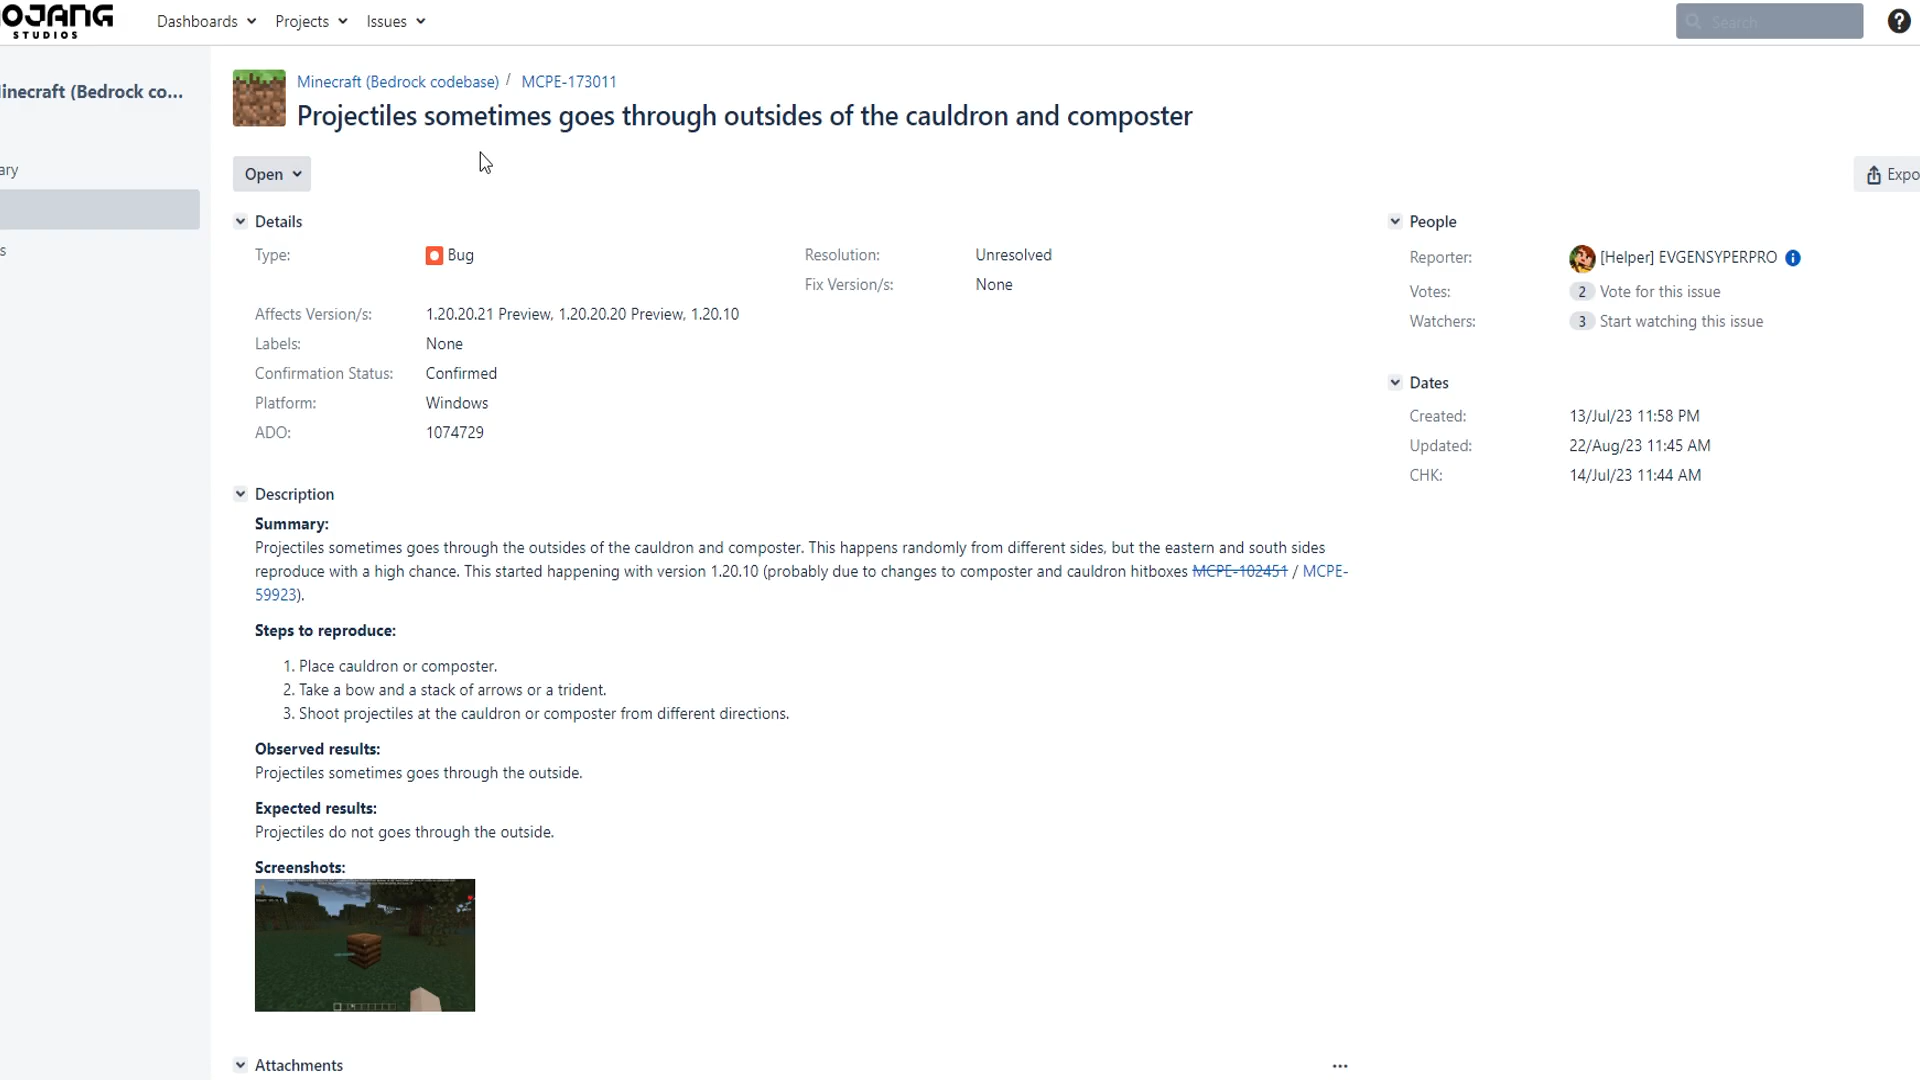 OJANG
STUDIOS
Dashboards Projects Issues
Search
inecraft (Bedrock co...
ary
s
Minecraft (Bedrock codebase) / MCPE-173011
Projectiles sometimes goes through outsides of the cauldron and composter
Open
Expo
Details
Type: Bug
Resolution: Unresolved
Fix Version/s: None
Affects Version/s: 1.20.20.21 Preview, 1.20.20.20 Preview, 1.20.10
Labels: None
Confirmation Status: Confirmed
Platform: Windows
ADO: 1074729
People
Reporter: [Helper] EVGENSYPERPRO
Votes: 2 Vote for this issue
Watchers: 3 Start watching this issue
Dates
Created: 13/Jul/23 11:58 PM
Updated: 22/Aug/23 11:45 AM
CHK: 14/Jul/23 11:44 AM
Description
Summary:
Projectiles sometimes goes through the outsides of the cauldron and composter. This happens randomly from different sides, but the eastern and south sides
reproduce with a high chance. This started happening with version 1.20.10 (probably due to changes to composter and cauldron hitboxes MCPE-102451 / MCPE-
59923).
Steps to reproduce:
1. Place cauldron or composter.
2. Take a bow and a stack of arrows or a trident.
3. Shoot projectiles at the cauldron or composter from different directions.
Observed results:
Projectiles sometimes goes through the outside.
Expected results:
Projectiles do not goes through the outside.
Screenshots:
Attachments